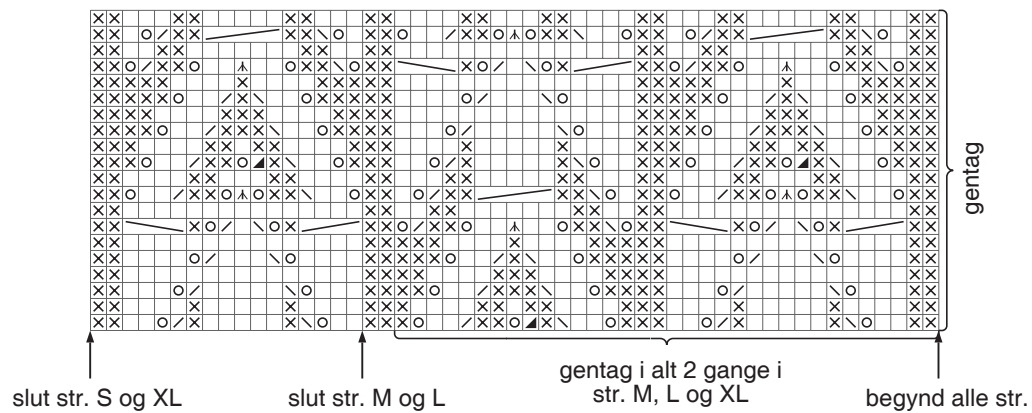 gentag
slut str. S og XL
slut str. M og L
gentag i alt 2 gange i
str. M, L og XL
begynd alle str.